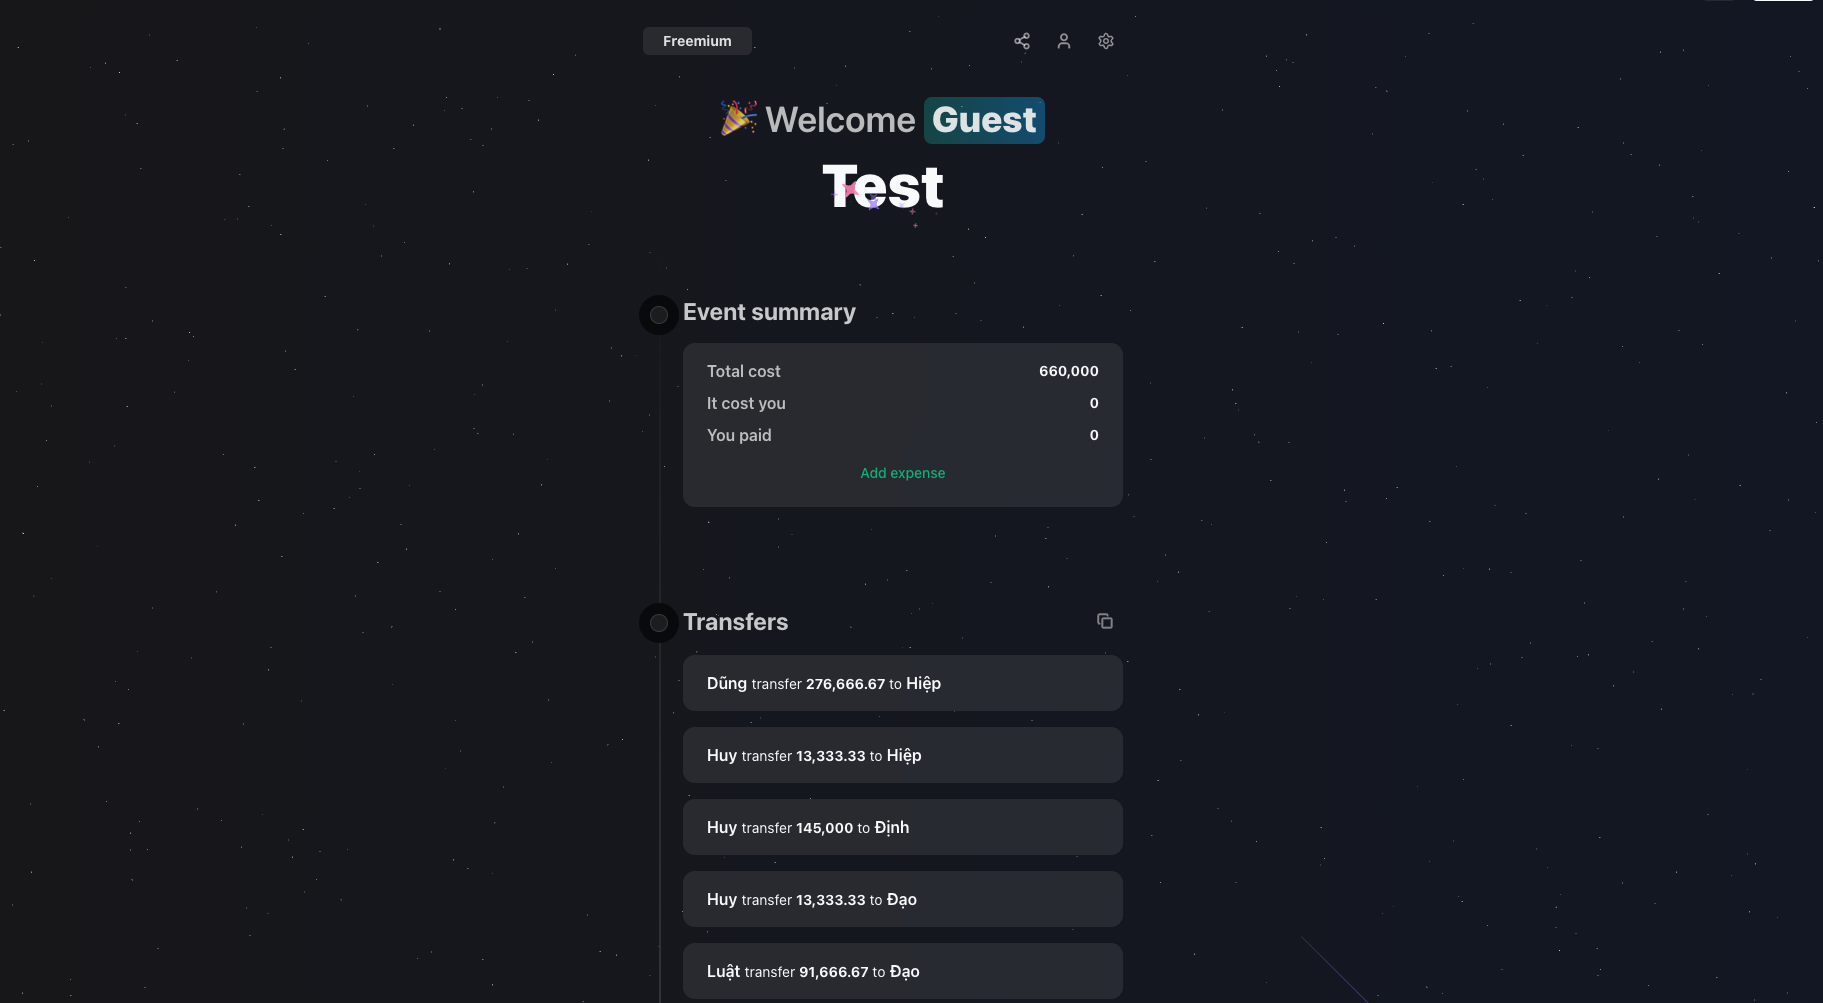 Freemium
🎉 Welcome Guest
Test
Event summary
Total cost 660,000
It cost you 0
You paid 0
Add expense
Transfers
Dũng transfer 276,666.67 to Hiệp
Huy transfer 13,333.33 to Hiệp
Huy transfer 145,000 to Định
Huy transfer 13,333.33 to Đạo
Luật transfer 91,666.67 to Đạo